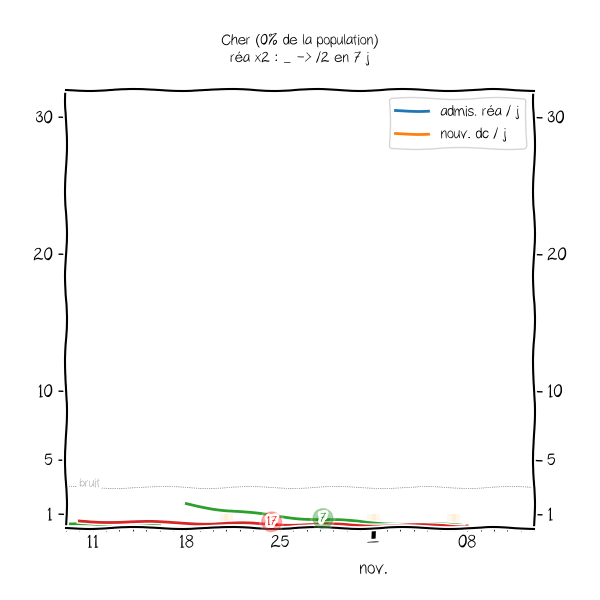 Cher (0% de la population)
réa x2 : _ -> /2 en 7 j
admis. réa / j
nouv. dc / j
30
30
20
20
10
10
5
5
bruit
1
1
17
7
11
18
25
1
08
nov.